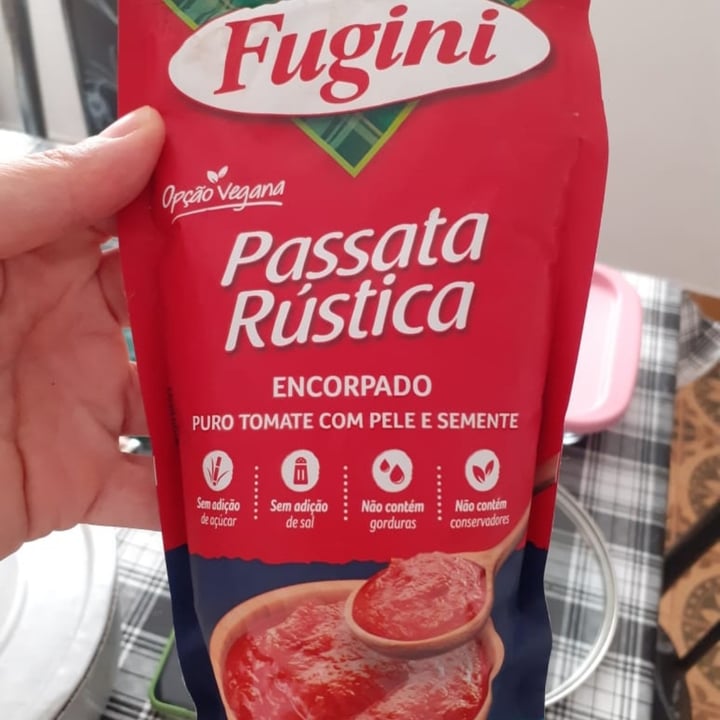 Fugini
Opção Vegana
Passata
Rústica
ENCORPADO
PURO TOMATE COM PELE E SEMENTE
Sem adição
de açúcar
Sem adição
de sal
Não contém
gorduras
Não contém
conservadores